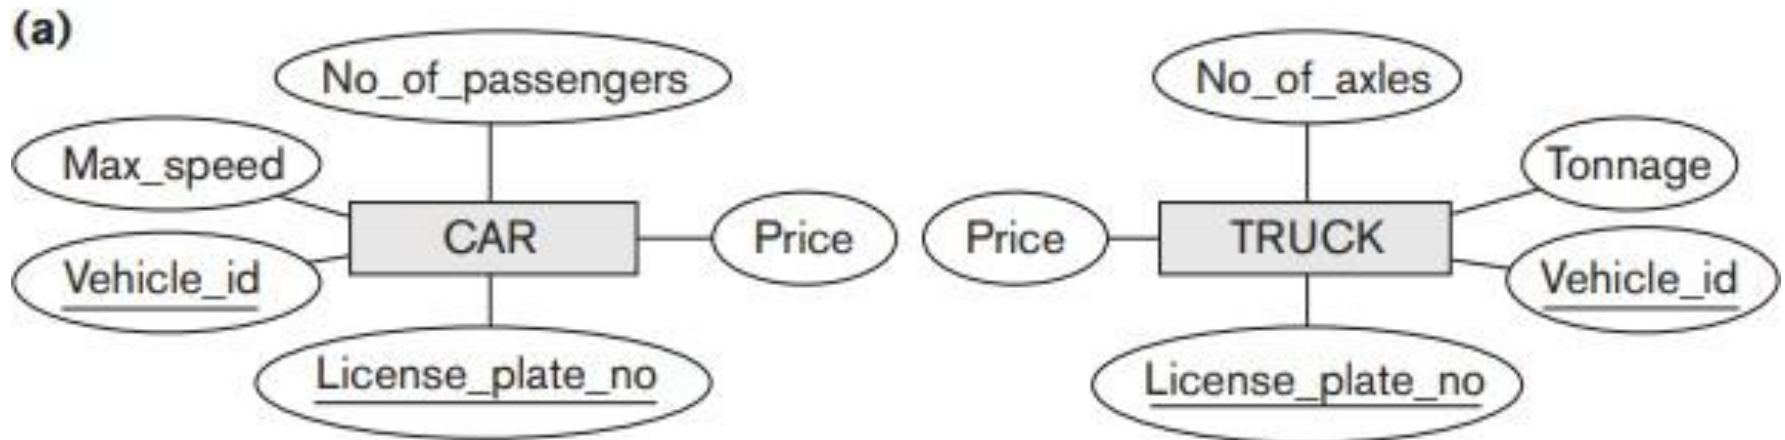 (a)
No_of_passengers
No_of_axles
Max_speed
Tonnage
CAR
Price
Price
TRUCK
Vehicle_id
Vehicle_id
License_plate_no
License_plate_no